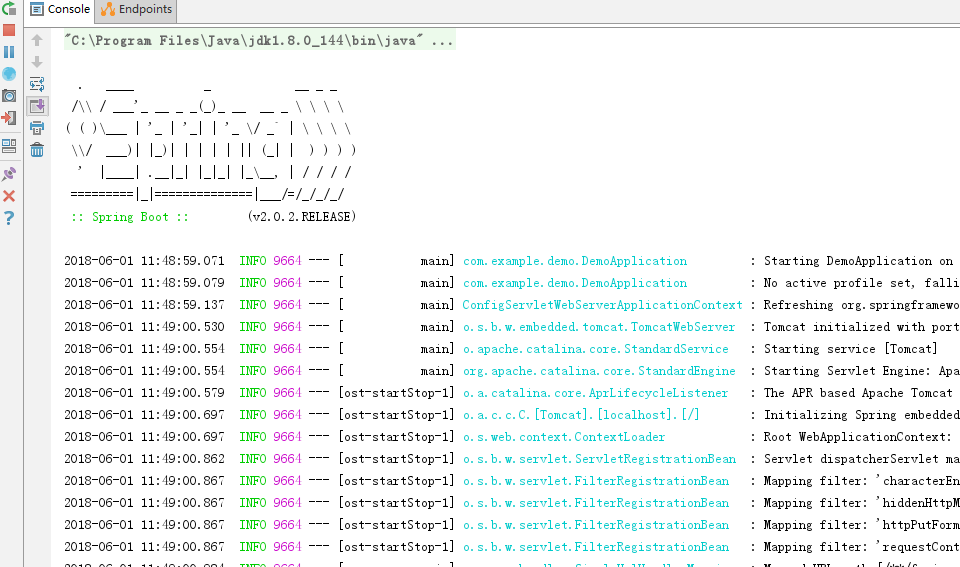 Console Endpoints
"C:\Program Files\Java\jdk1.8.0_144\bin\java" ...
  .   ____          _            __ _ _
 /\\ / ___'_ __ _ _(_)_ __  __ _ \ \ \ \
( ( )\___ | '_ | '_| | '_ \/ _` | \ \ \ \
 \\/  ___)| |_)| | | | | || (_| |  ) ) ) )
  '  |____| .__|_| |_|_| |_\__, | / / / /
 =========|_|==============|___/=/_/_/_/
 :: Spring Boot ::        (v2.0.2.RELEASE)
2018-06-01 11:48:59.071  INFO 9664 --- [           main] com.example.demo.DemoApplication         : Starting DemoApplication on
2018-06-01 11:48:59.079  INFO 9664 --- [           main] com.example.demo.DemoApplication         : No active profile set, falli
2018-06-01 11:48:59.137  INFO 9664 --- [           main] ConfigServletWebServerApplicationContext : Refreshing org.springframewo
2018-06-01 11:49:00.530  INFO 9664 --- [           main] o.s.b.w.embedded.tomcat.TomcatWebServer  : Tomcat initialized with port
2018-06-01 11:49:00.554  INFO 9664 --- [           main] o.apache.catalina.core.StandardService   : Starting service [Tomcat]
2018-06-01 11:49:00.554  INFO 9664 --- [           main] org.apache.catalina.core.StandardEngine  : Starting Servlet Engine: Apa
2018-06-01 11:49:00.579  INFO 9664 --- [ost-startStop-1] o.a.catalina.core.AprLifecycleListener   : The APR based Apache Tomcat
2018-06-01 11:49:00.697  INFO 9664 --- [ost-startStop-1] o.a.c.c.C.[Tomcat].[localhost].[/]       : Initializing Spring embedded
2018-06-01 11:49:00.697  INFO 9664 --- [ost-startStop-1] o.s.web.context.ContextLoader            : Root WebApplicationContext:
2018-06-01 11:49:00.862  INFO 9664 --- [ost-startStop-1] o.s.b.w.servlet.ServletRegistrationBean  : Servlet dispatcherServlet ma
2018-06-01 11:49:00.867  INFO 9664 --- [ost-startStop-1] o.s.b.w.servlet.FilterRegistrationBean   : Mapping filter: 'characterEn
2018-06-01 11:49:00.867  INFO 9664 --- [ost-startStop-1] o.s.b.w.servlet.FilterRegistrationBean   : Mapping filter: 'hiddenHttpM
2018-06-01 11:49:00.867  INFO 9664 --- [ost-startStop-1] o.s.b.w.servlet.FilterRegistrationBean   : Mapping filter: 'httpPutForm
2018-06-01 11:49:00.867  INFO 9664 --- [ost-startStop-1] o.s.b.w.servlet.FilterRegistrationBean   : Mapping filter: 'requestCont